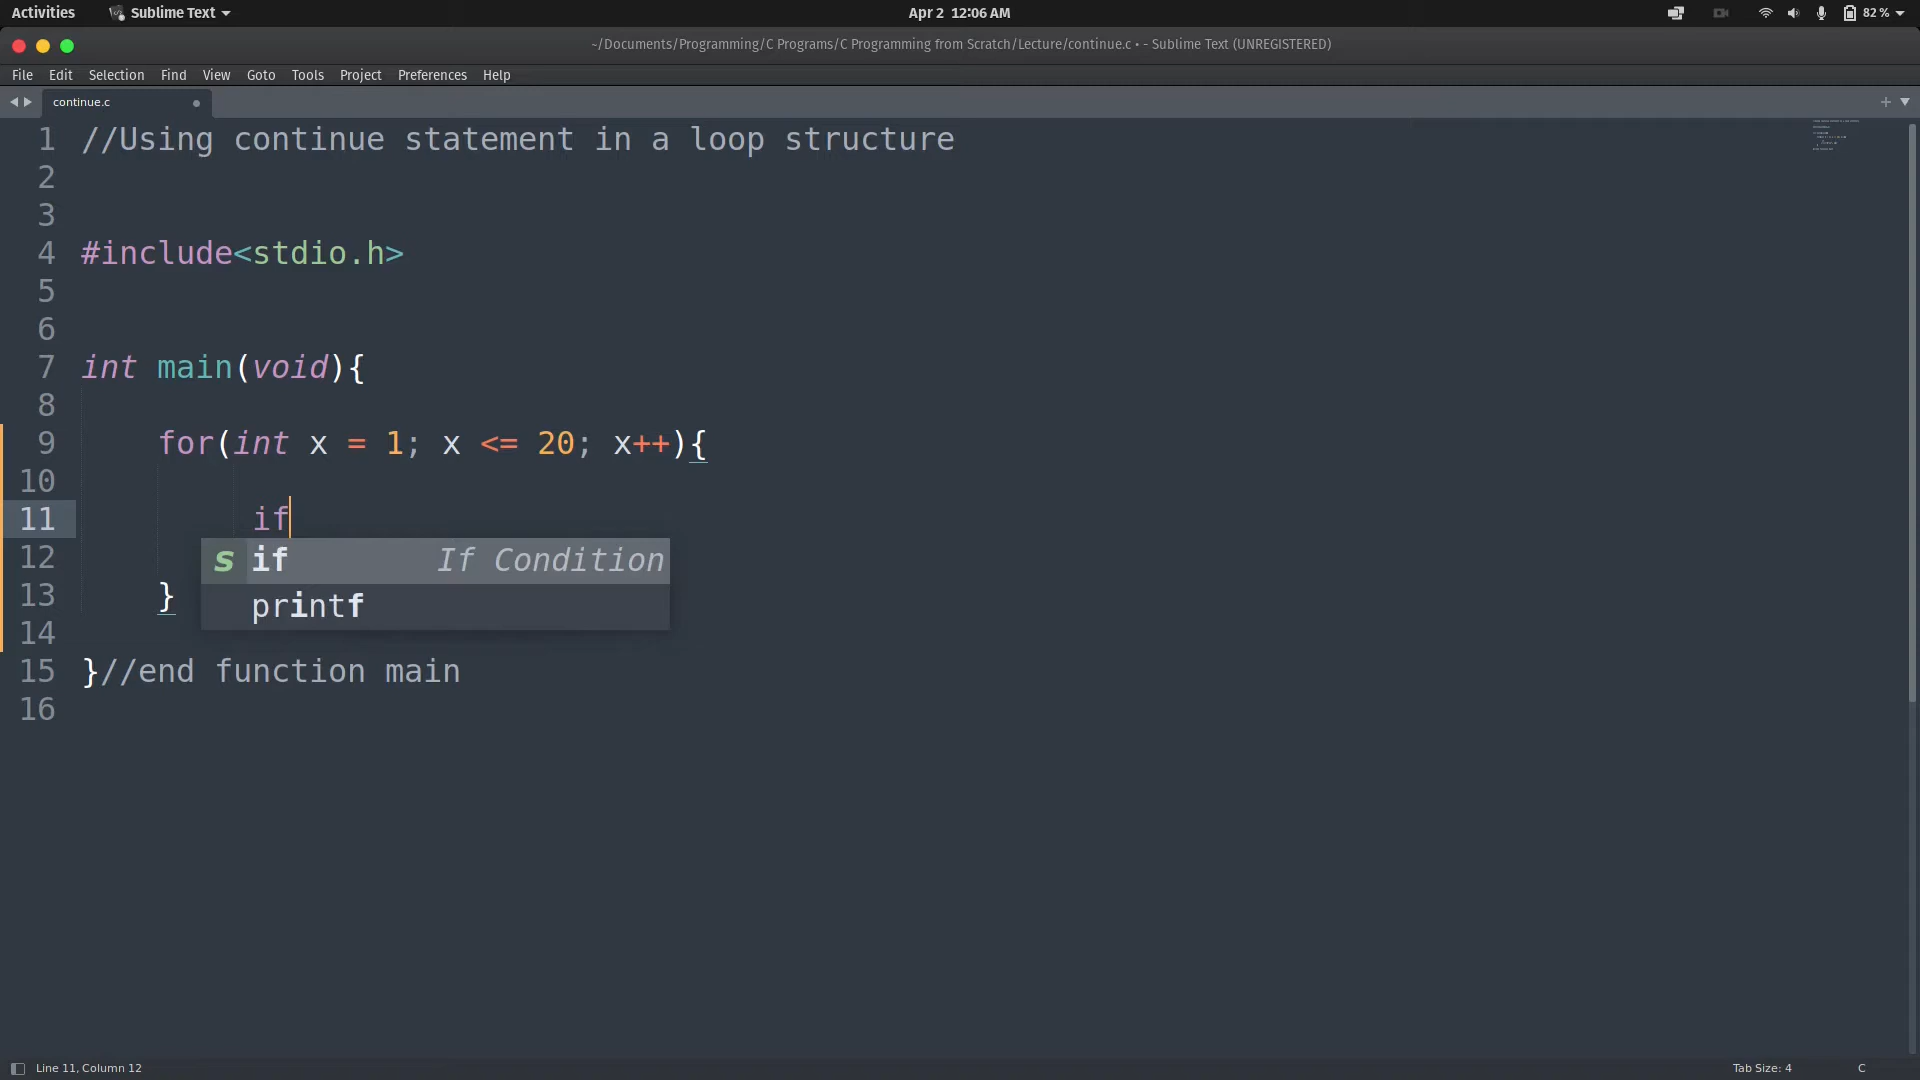 Activities Sublime Text Apr 2 12:06 AM 82 %
~/Documents/Programming/C Programs/C Programming from Scratch/Lecture/continue.c • - Sublime Text (UNREGISTERED)
File Edit Selection Find View Goto Tools Project Preferences Help
continue.c
1 //Using continue statement in a loop structure
2
3
4 #include<stdio.h>
5
6
7 int main(void){
8
9 for(int x = 1; x <= 20; x++){
10
11 if
12 s if If Condition
13 } printf
14
15 }//end function main
16
Line 11, Column 12 Tab Size: 4 C